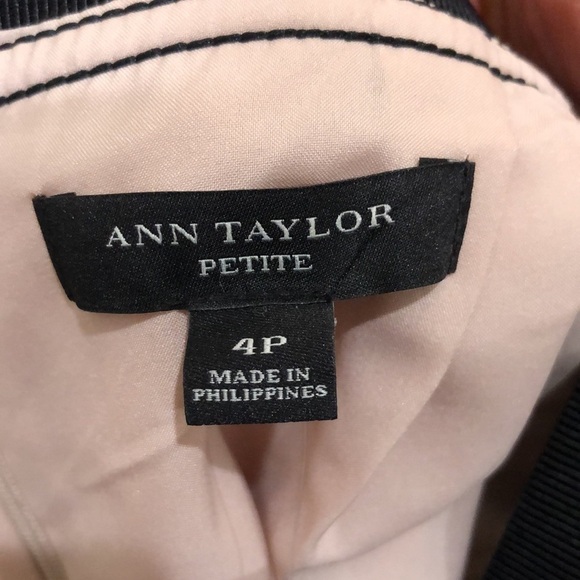 ANN TAYLOR
PETITE
4P
MADE IN
PHILIPPINES